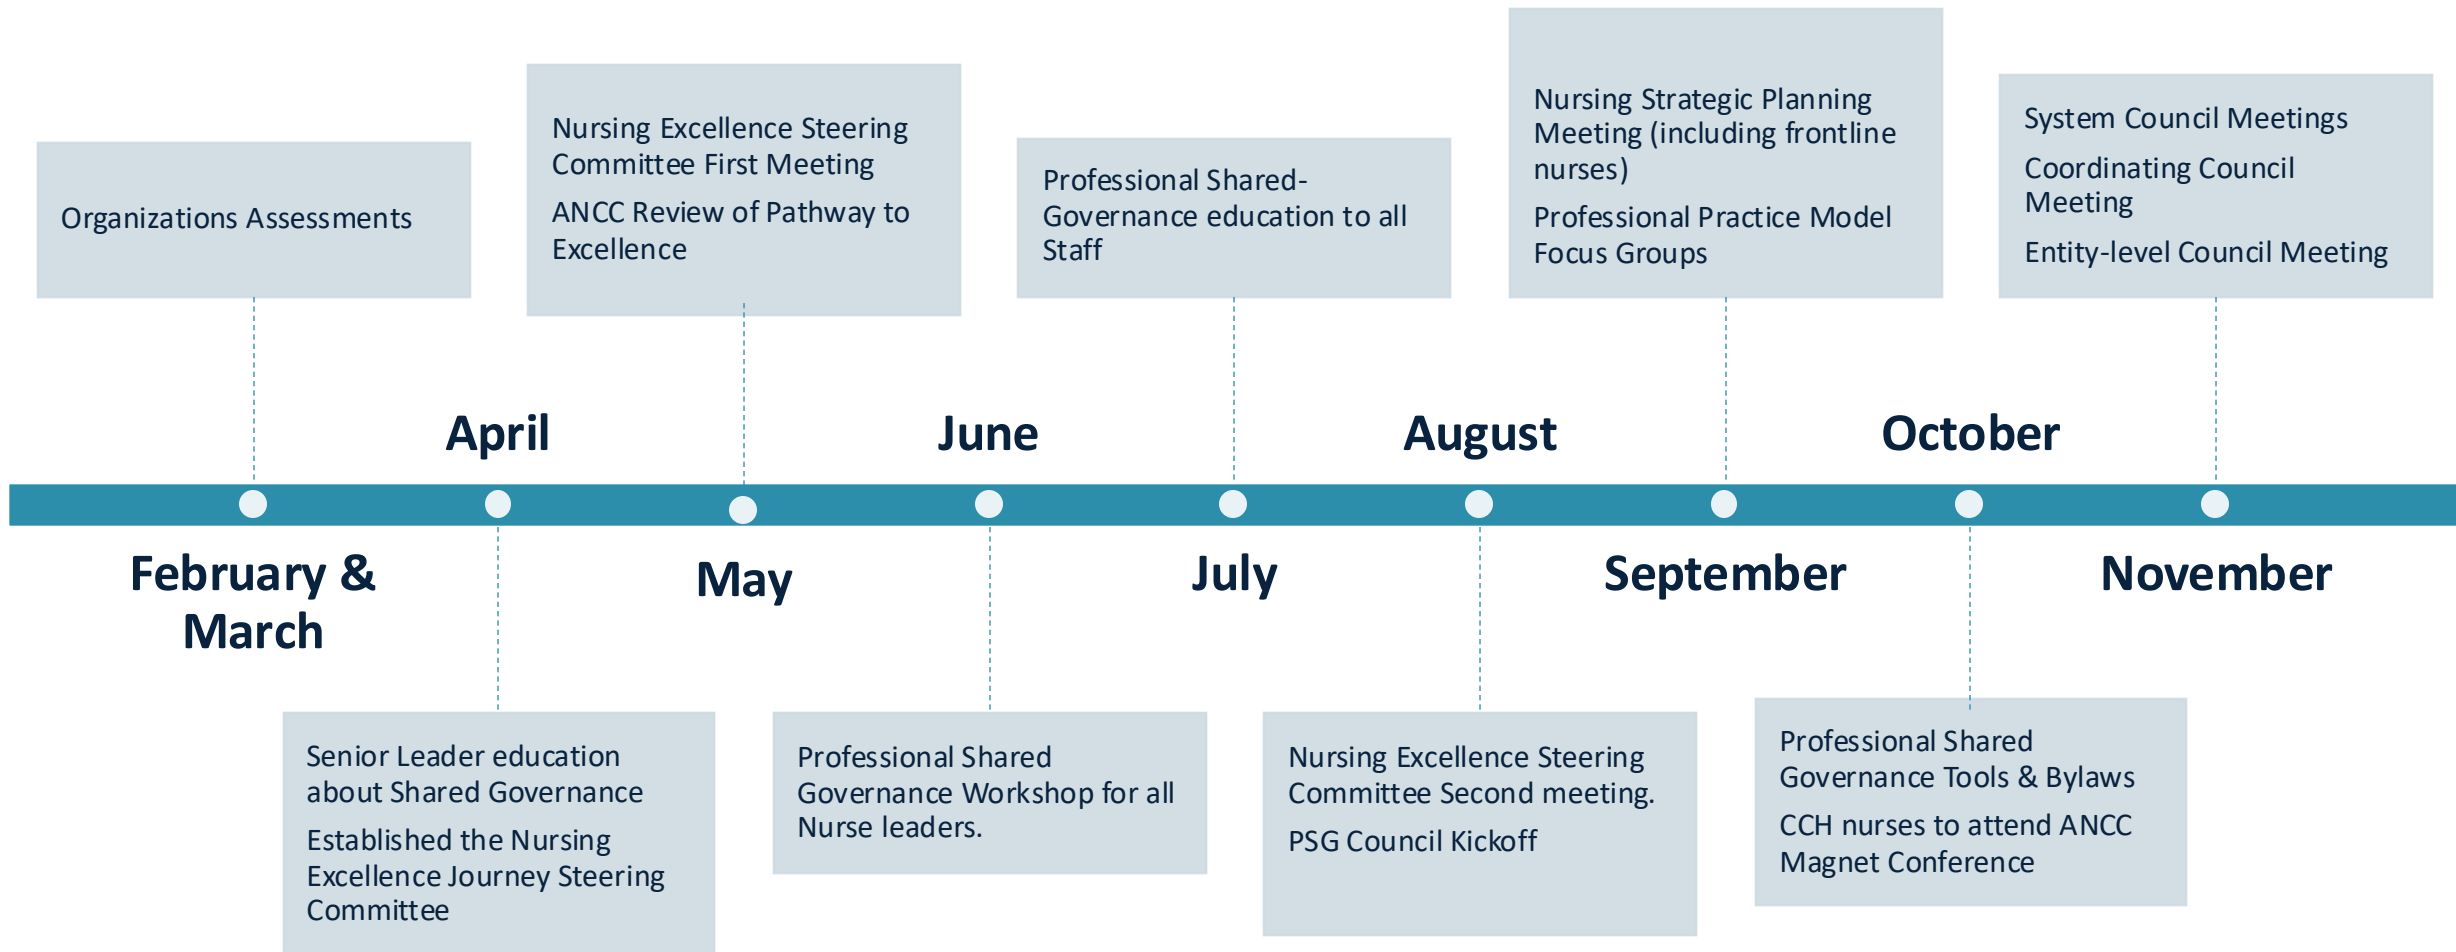 Organizations Assessments
Nursing Excellence Steering
Committee First Meeting
ANCC Review of Pathway to
Excellence
Professional Shared-
Governance education to all
Staff
Nursing Strategic Planning
Meeting (including frontline
nurses)
Professional Practice Model
Focus Groups
System Council Meetings
Coordinating Council
Meeting
Entity-level Council Meeting
April
June
August
October
February &
March
May
July
September
November
Senior Leader education
about Shared Governance
Established the Nursing
Excellence Journey Steering
Committee
Professional Shared
Governance Workshop for all
Nurse leaders.
Nursing Excellence Steering
Committee Second meeting.
PSG Council Kickoff
Professional Shared
Governance Tools & Bylaws
CCH nurses to attend ANCC
Magnet Conference